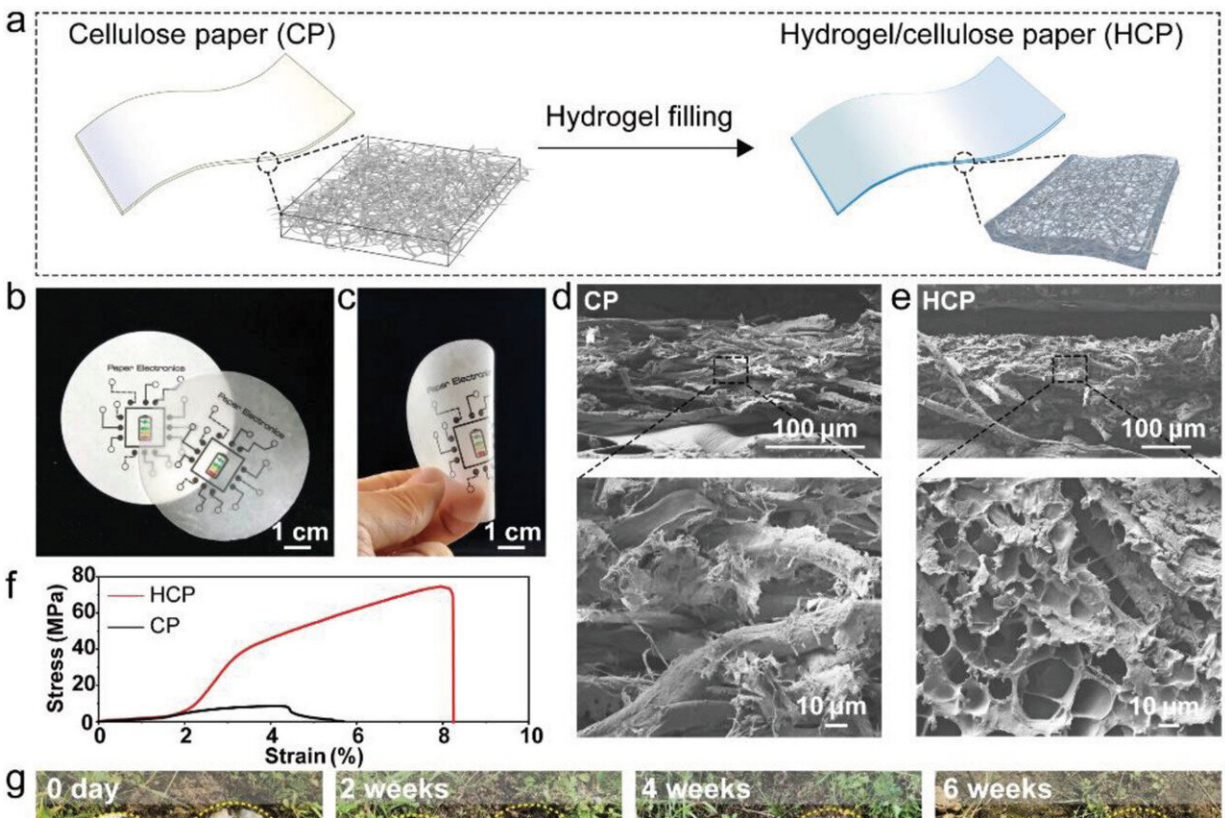 a
Cellulose paper (CP)
Hydrogel/cellulose paper (HCP)
Hydrogel filling
b
Paper Electronics
Paper Electronics
1 cm
c
Paper Electronics
1 cm
d
CP
100 μm
10 μm
e
HCP
100 μm
10 μm
f
Stress (MPa)
80
60
40
20
0
HCP
CP
0 2 4 6 8 10
Strain (%)
g
0 day
2 weeks
4 weeks
6 weeks